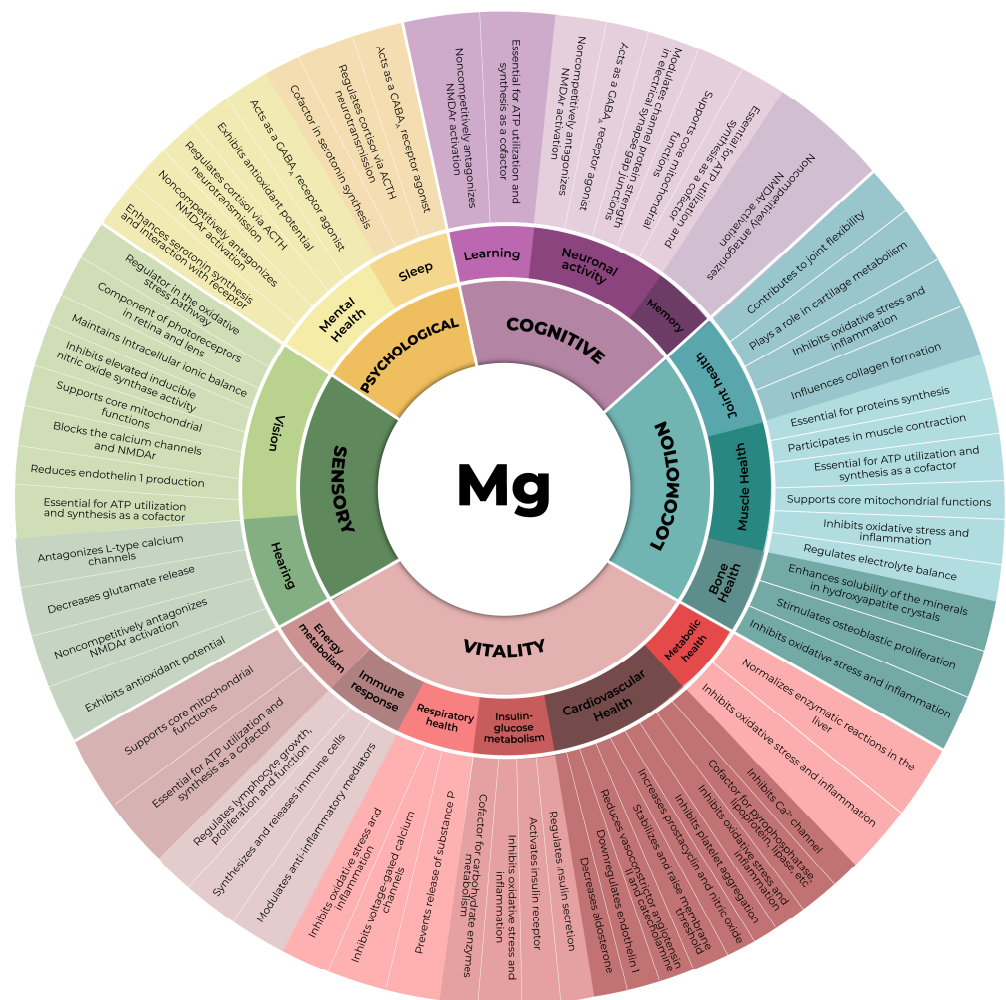 Mg
COGNITIVE
Learning
Noncompetitively antagonizes
NMDAr activation
Essential for ATP utilization and
synthesis as a cofactor
Neuronal
activity
Noncompetitively antagonizes
NMDAr activation
Acts as a GABAA receptor agonist
Modulates channel protein strength
in electrical synapse gap junctions
Supports core mitochondrial
functions
Essential for ATP utilization and
synthesis as a cofactor
Memory
Noncompetitively antagonizes
NMDAr activation
LOCOMOTION
Joint health
Contributes to joint flexibility
Plays a role in cartilage metabolism
Inhibits oxidative stress and
inflammation
Influences collagen formation
Muscle Health
Essential for proteins synthesis
Participates in muscle contraction
Essential for ATP utilization and
synthesis as a cofactor
Supports core mitochondrial functions
Inhibits oxidative stress and
inflammation
Regulates electrolyte balance
Bone
Health
Enhances solubility of the minerals
in hydroxyapatite crystals
Stimulates osteoblastic proliferation
Inhibits oxidative stress and inflammation
VITALITY
Metabolic
health
Normalizes enzymatic reactions in the
liver
Inhibits oxidative stress and inflammation
Cardiovascular
Health
Inhibits Ca²⁺ channel
Cofactor for pyrophosphatase,
lipoprotein, lipase, etc
Inhibits oxidative stress and
inflammation
Inhibits platelet aggregation
Increases prostacyclin and nitric oxide
Stabilizes and raise membrane
threshold
Reduces vasoconstrictor angiotensin
II and catecholamine
Downregulates endothelin 1
Decreases aldosterone
Insulin-
glucose
metabolism
Regulates insulin secretion
Activates insulin receptor
Inhibits oxidative stress and
inflammation
Cofactor for carbohydrate enzymes
metabolism
Respiratory
health
Prevents release of substance P
Inhibits voltage-gated calcium
channels
Inhibits oxidative stress and
inflammation
Immune
response
Modulates anti-inflammatory mediators
Synthesizes and releases immune cells
Regulates lymphocyte growth,
proliferation and function
Energy
metabolism
Essential for ATP utilization and
synthesis as a cofactor
Supports core mitochondrial
functions
SENSORY
Hearing
Exhibits antioxidant potential
Noncompetitively antagonizes
NMDAr activation
Decreases glutamate release
Antagonizes L-type calcium
channels
Vision
Essential for ATP utilization
and synthesis as a cofactor
Reduces endothelin 1 production
Blocks the calcium channels
and NMDAr
Supports core mitochondrial
functions
Inhibits elevated inducible
nitric oxide synthase activity
Maintains intracellular ionic balance
Component of photoreceptors
in retina and lens
Regulator in the oxidative
stress pathway
PSYCHOLOGICAL
Mental
Health
Enhances serotonin synthesis
and interaction with receptor
Noncompetitively antagonizes
NMDAr activation
Regulates cortisol via ACTH
neurotransmission
Exhibits antioxidant potential
Acts as a GABAA receptor agonist
Sleep
Cofactor in serotonin synthesis
Regulates cortisol via ACTH
neurotransmission
Acts as a GABAA receptor agonist